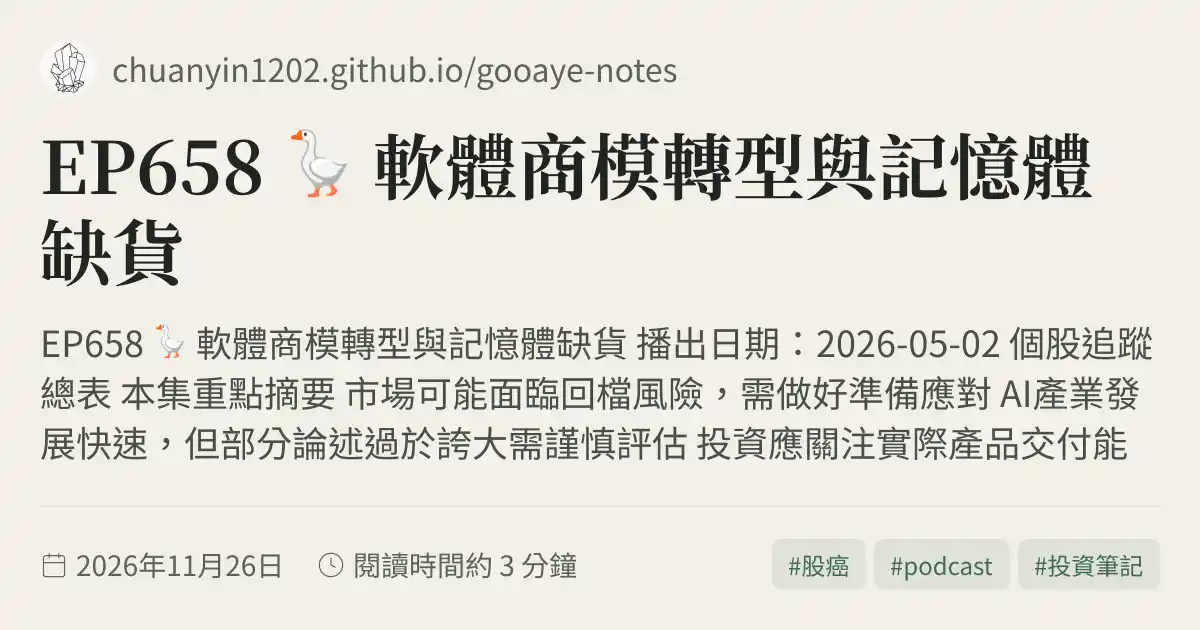 chuanyin1202.github.io/gooaye-notes
EP658 🪿 軟體商模轉型與記憶體
缺貨
EP658 🪿 軟體商模轉型與記憶體缺貨 播出日期：2026-05-02 個股追蹤
總表 本集重點摘要 市場可能面臨回檔風險，需做好準備應對 AI產業發
展快速，但部分論述過於誇大需謹慎評估 投資應關注實際產品交付能
2026年11月26日 閱讀時間約 3 分鐘 #股癌 #podcast #投資筆記